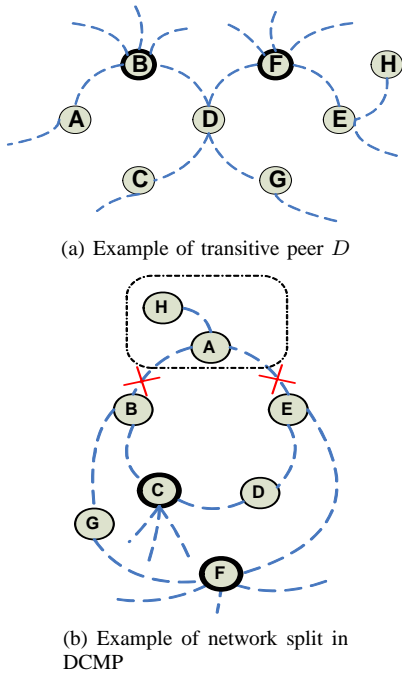 B
F
H
A
D
E
C
G
(a) Example of transitive peer D
H
A
B
E
C
D
G
F
(b) Example of network split in
DCMP